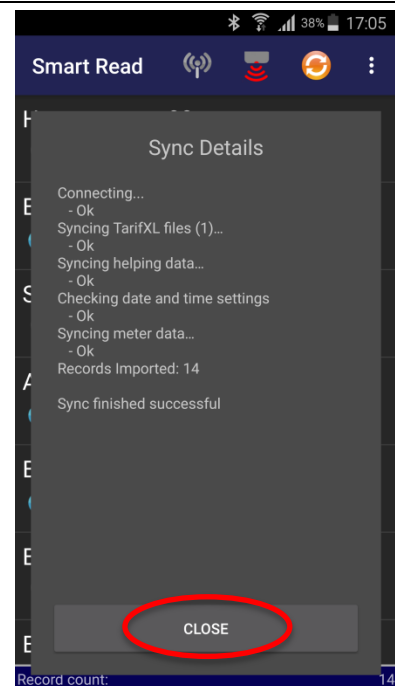 38% 17:05
Smart Read
H
Sync Details
Connecting...
- Ok
E
Syncing TarifXL files (1)...
- Ok
Syncing helping data...
- Ok
S
Checking date and time settings
- Ok
Syncing meter data...
- Ok
Records Imported: 14
A
Sync finished successful
E
E
CLOSE
E
Record count: 14